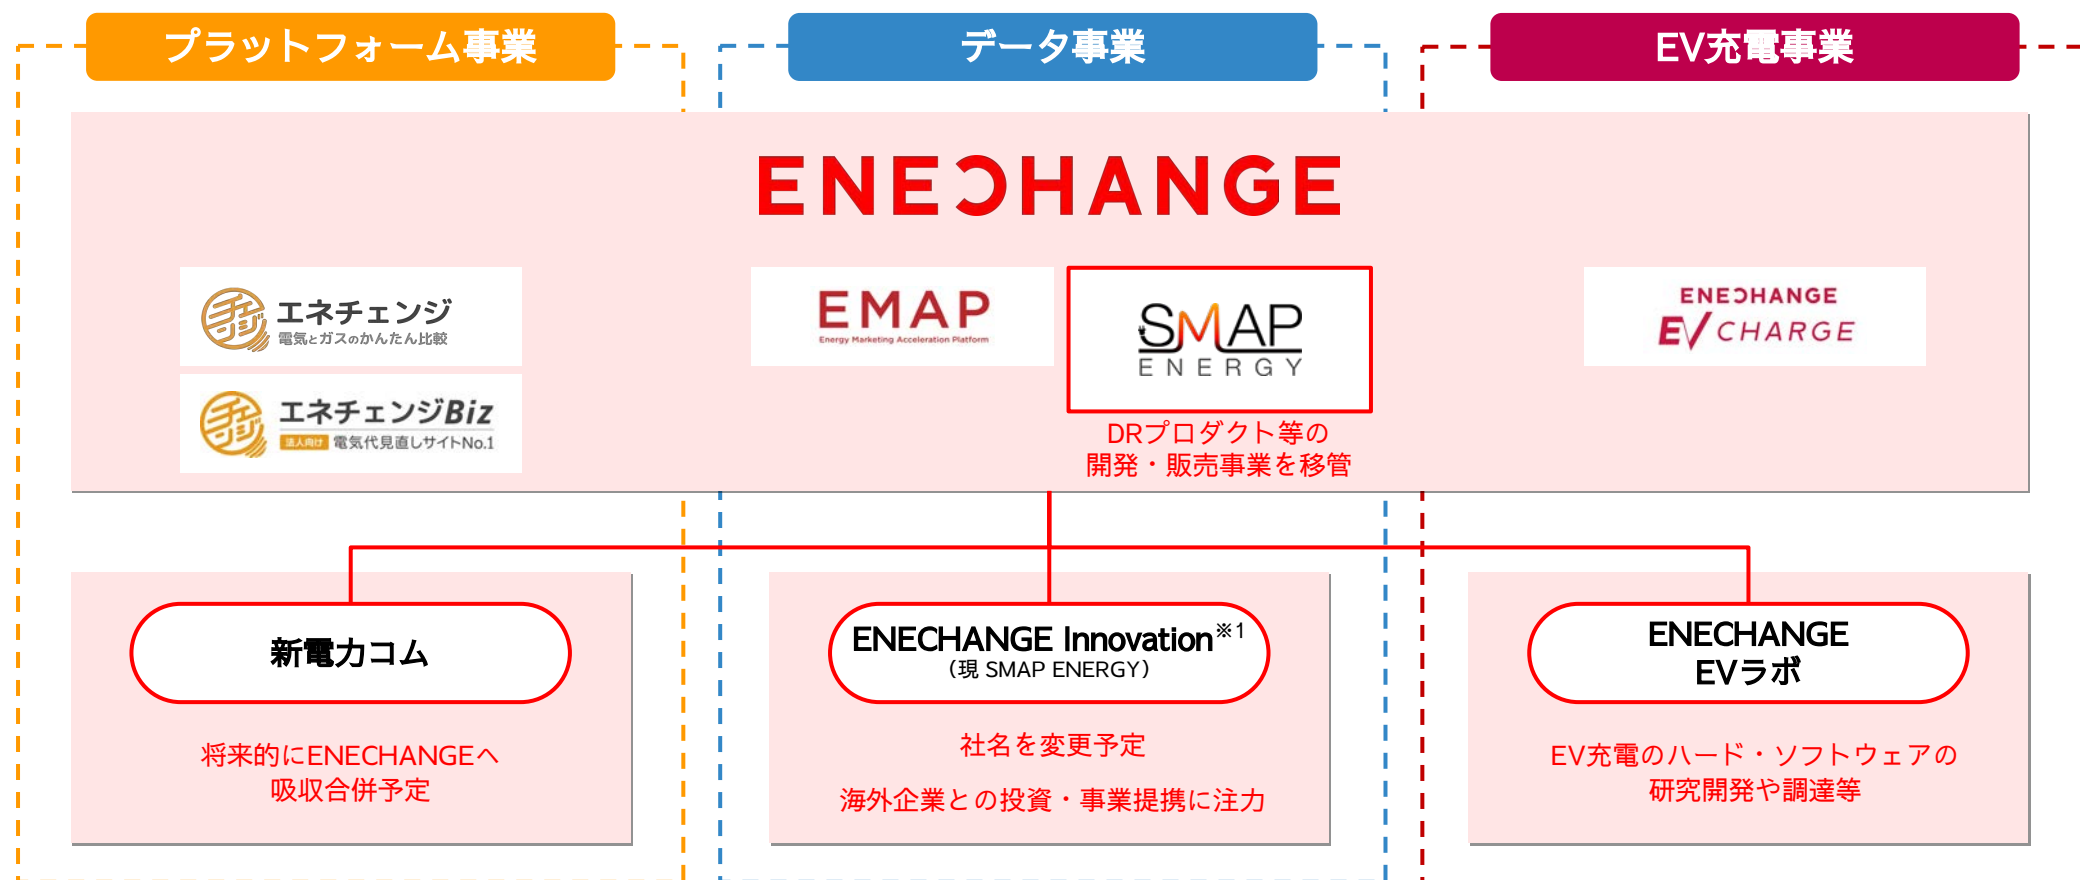 プラットフォーム事業
データ事業
EV充電事業
ENECHANGE
チェンジ
エネチェンジ
電気とガスのかんたん比較
チェンジ
エネチェンジBiz
法人向け 電気代見直しサイトNo.1
EMAP
Energy Marketing Acceleration Platform
SMAP
ENERGY
DRプロダクト等の
開発・販売事業を移管
ENECHANGE
EV CHARGE
新電力コム
将来的にENECHANGEへ
吸収合併予定
ENECHANGE Innovation※1
（現 SMAP ENERGY）
社名を変更予定
海外企業との投資・事業提携に注力
ENECHANGE
EVラボ
EV充電のハード・ソフトウェアの
研究開発や調達等